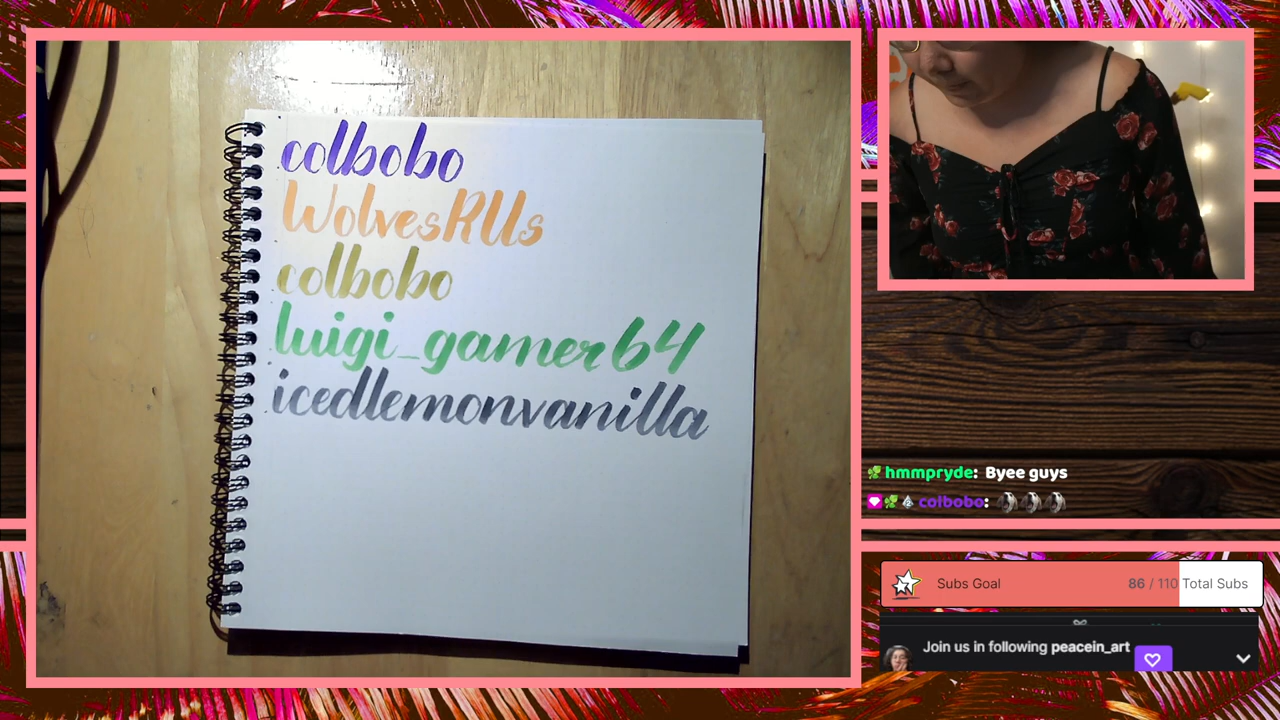 colbobo
WolvesRUs
colbobo
luigi_gamer64
icedlemonvanilla
hmmpryde: Byee guys
colbobo:
Subs Goal 86 / 110 Total Subs
Join us in following peacein_art